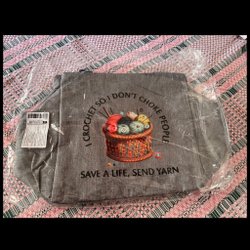 I CROCHET SO I DON'T CHOKE PEOPLE
SAVE A LIFE, SEND YARN